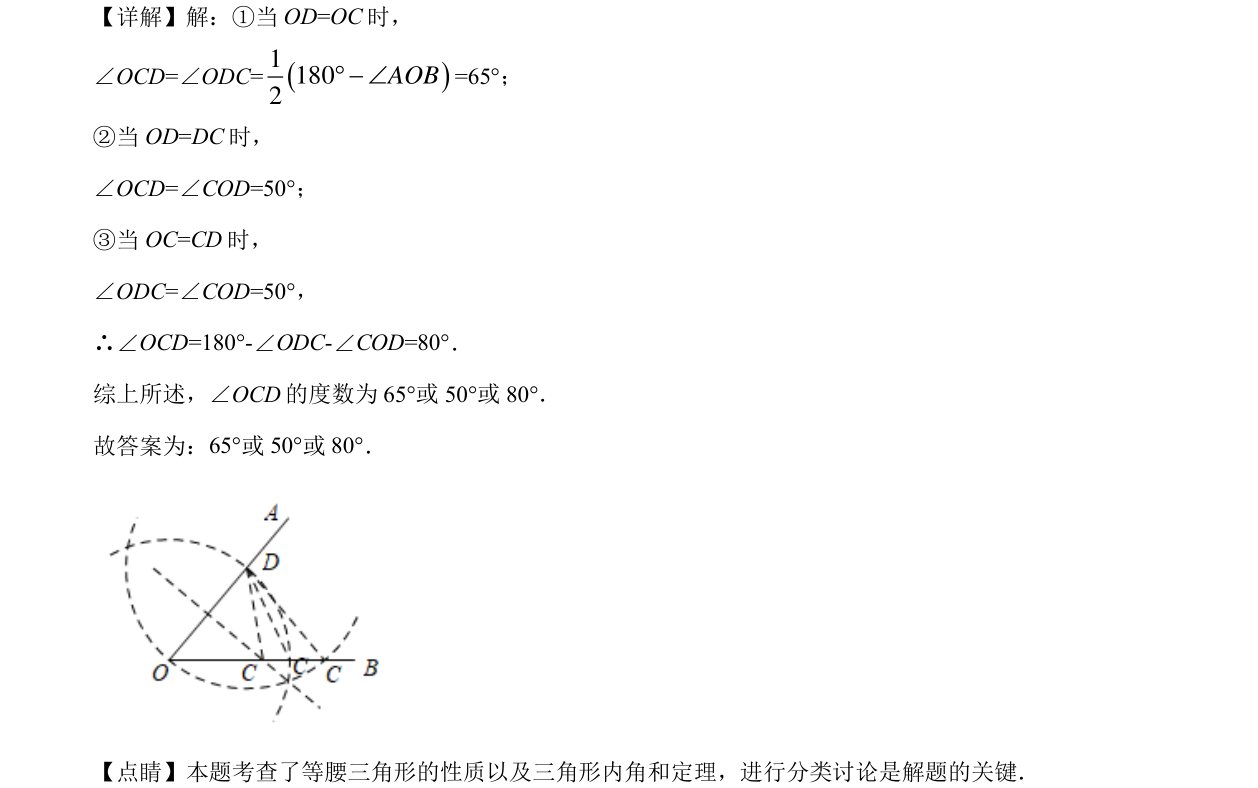 【详解】解：①当 OD=OC 时，
∠OCD=∠ODC=1/2(180°−∠AOB)=65°；
②当 OD=DC 时，
∠OCD=∠COD=50°；
③当 OC=CD 时，
∠ODC=∠COD=50°，
∴∠OCD=180°-∠ODC-∠COD=80°．
综上所述，∠OCD 的度数为 65°或 50°或 80°．
故答案为：65°或 50°或 80°．
A
D
O C C C B
【点睛】本题考查了等腰三角形的性质以及三角形内角和定理，进行分类讨论是解题的关键．